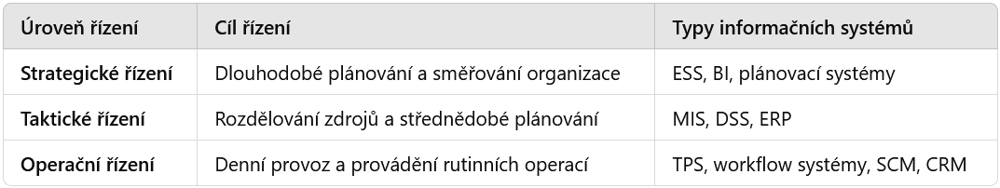 Úroveň řízení Cíl řízení Typy informačních systémů
Strategické řízení Dlouhodobé plánování a směřování organizace ESS, BI, plánovací systémy
Taktické řízení Rozdělování zdrojů a střednědobé plánování MIS, DSS, ERP
Operační řízení Denní provoz a provádění rutinních operací TPS, workflow systémy, SCM, CRM